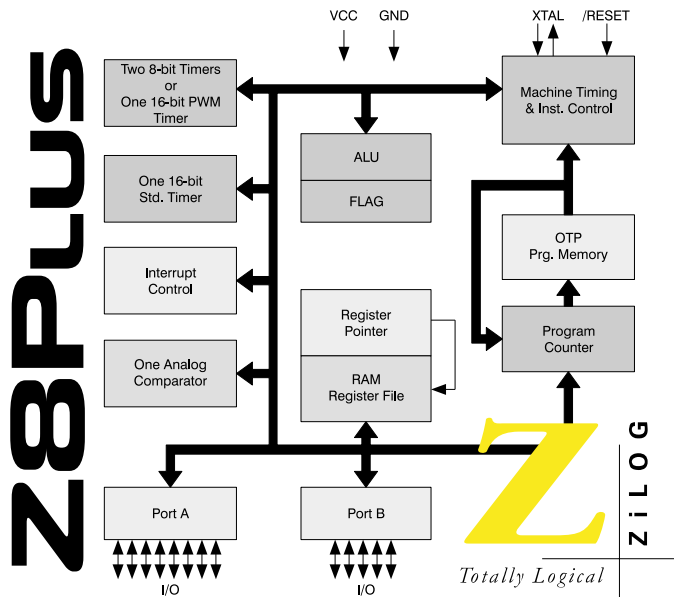 Z8PLUS
VCC
GND
XTAL
/RESET
Two 8-bit Timers
or
One 16-bit PWM
Timer
Machine Timing
& Inst. Control
ALU
FLAG
One 16-bit
Std. Timer
OTP
Prg. Memory
Interrupt
Control
Register
Pointer
Program
Counter
One Analog
Comparator
RAM
Register File
Port A
Port B
I/O
I/O
Z
ZiLOG
Totally Logical